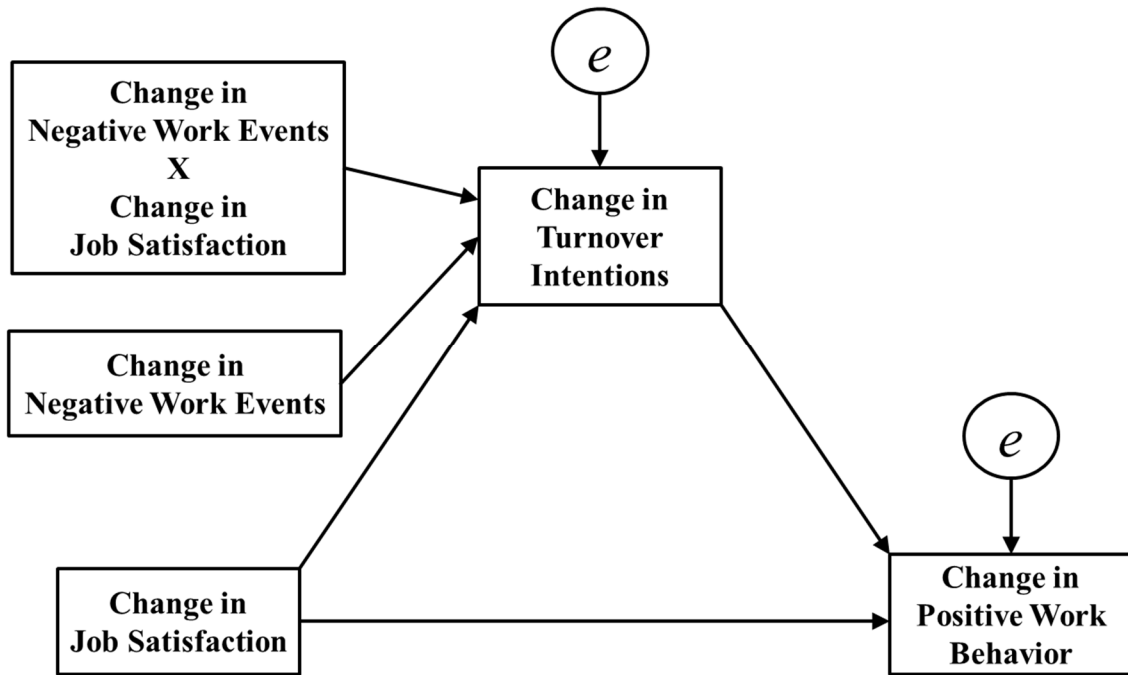 e
Change in
Negative Work Events
X
Change in
Job Satisfaction
Change in
Turnover
Intentions
Change in
Negative Work Events
e
Change in
Job Satisfaction
Change in
Positive Work
Behavior